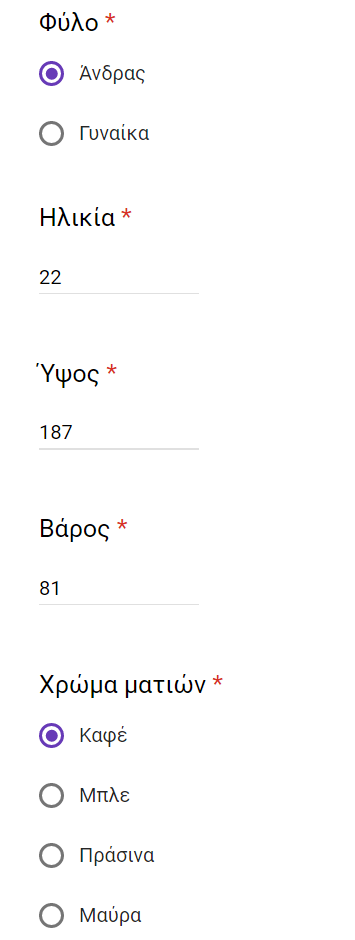 Φύλο *
Άνδρας
Γυναίκα
Ηλικία *
22
Ύψος *
187
Βάρος *
81
Χρώμα ματιών *
Καφέ
Μπλε
Πράσινα
Μαύρα